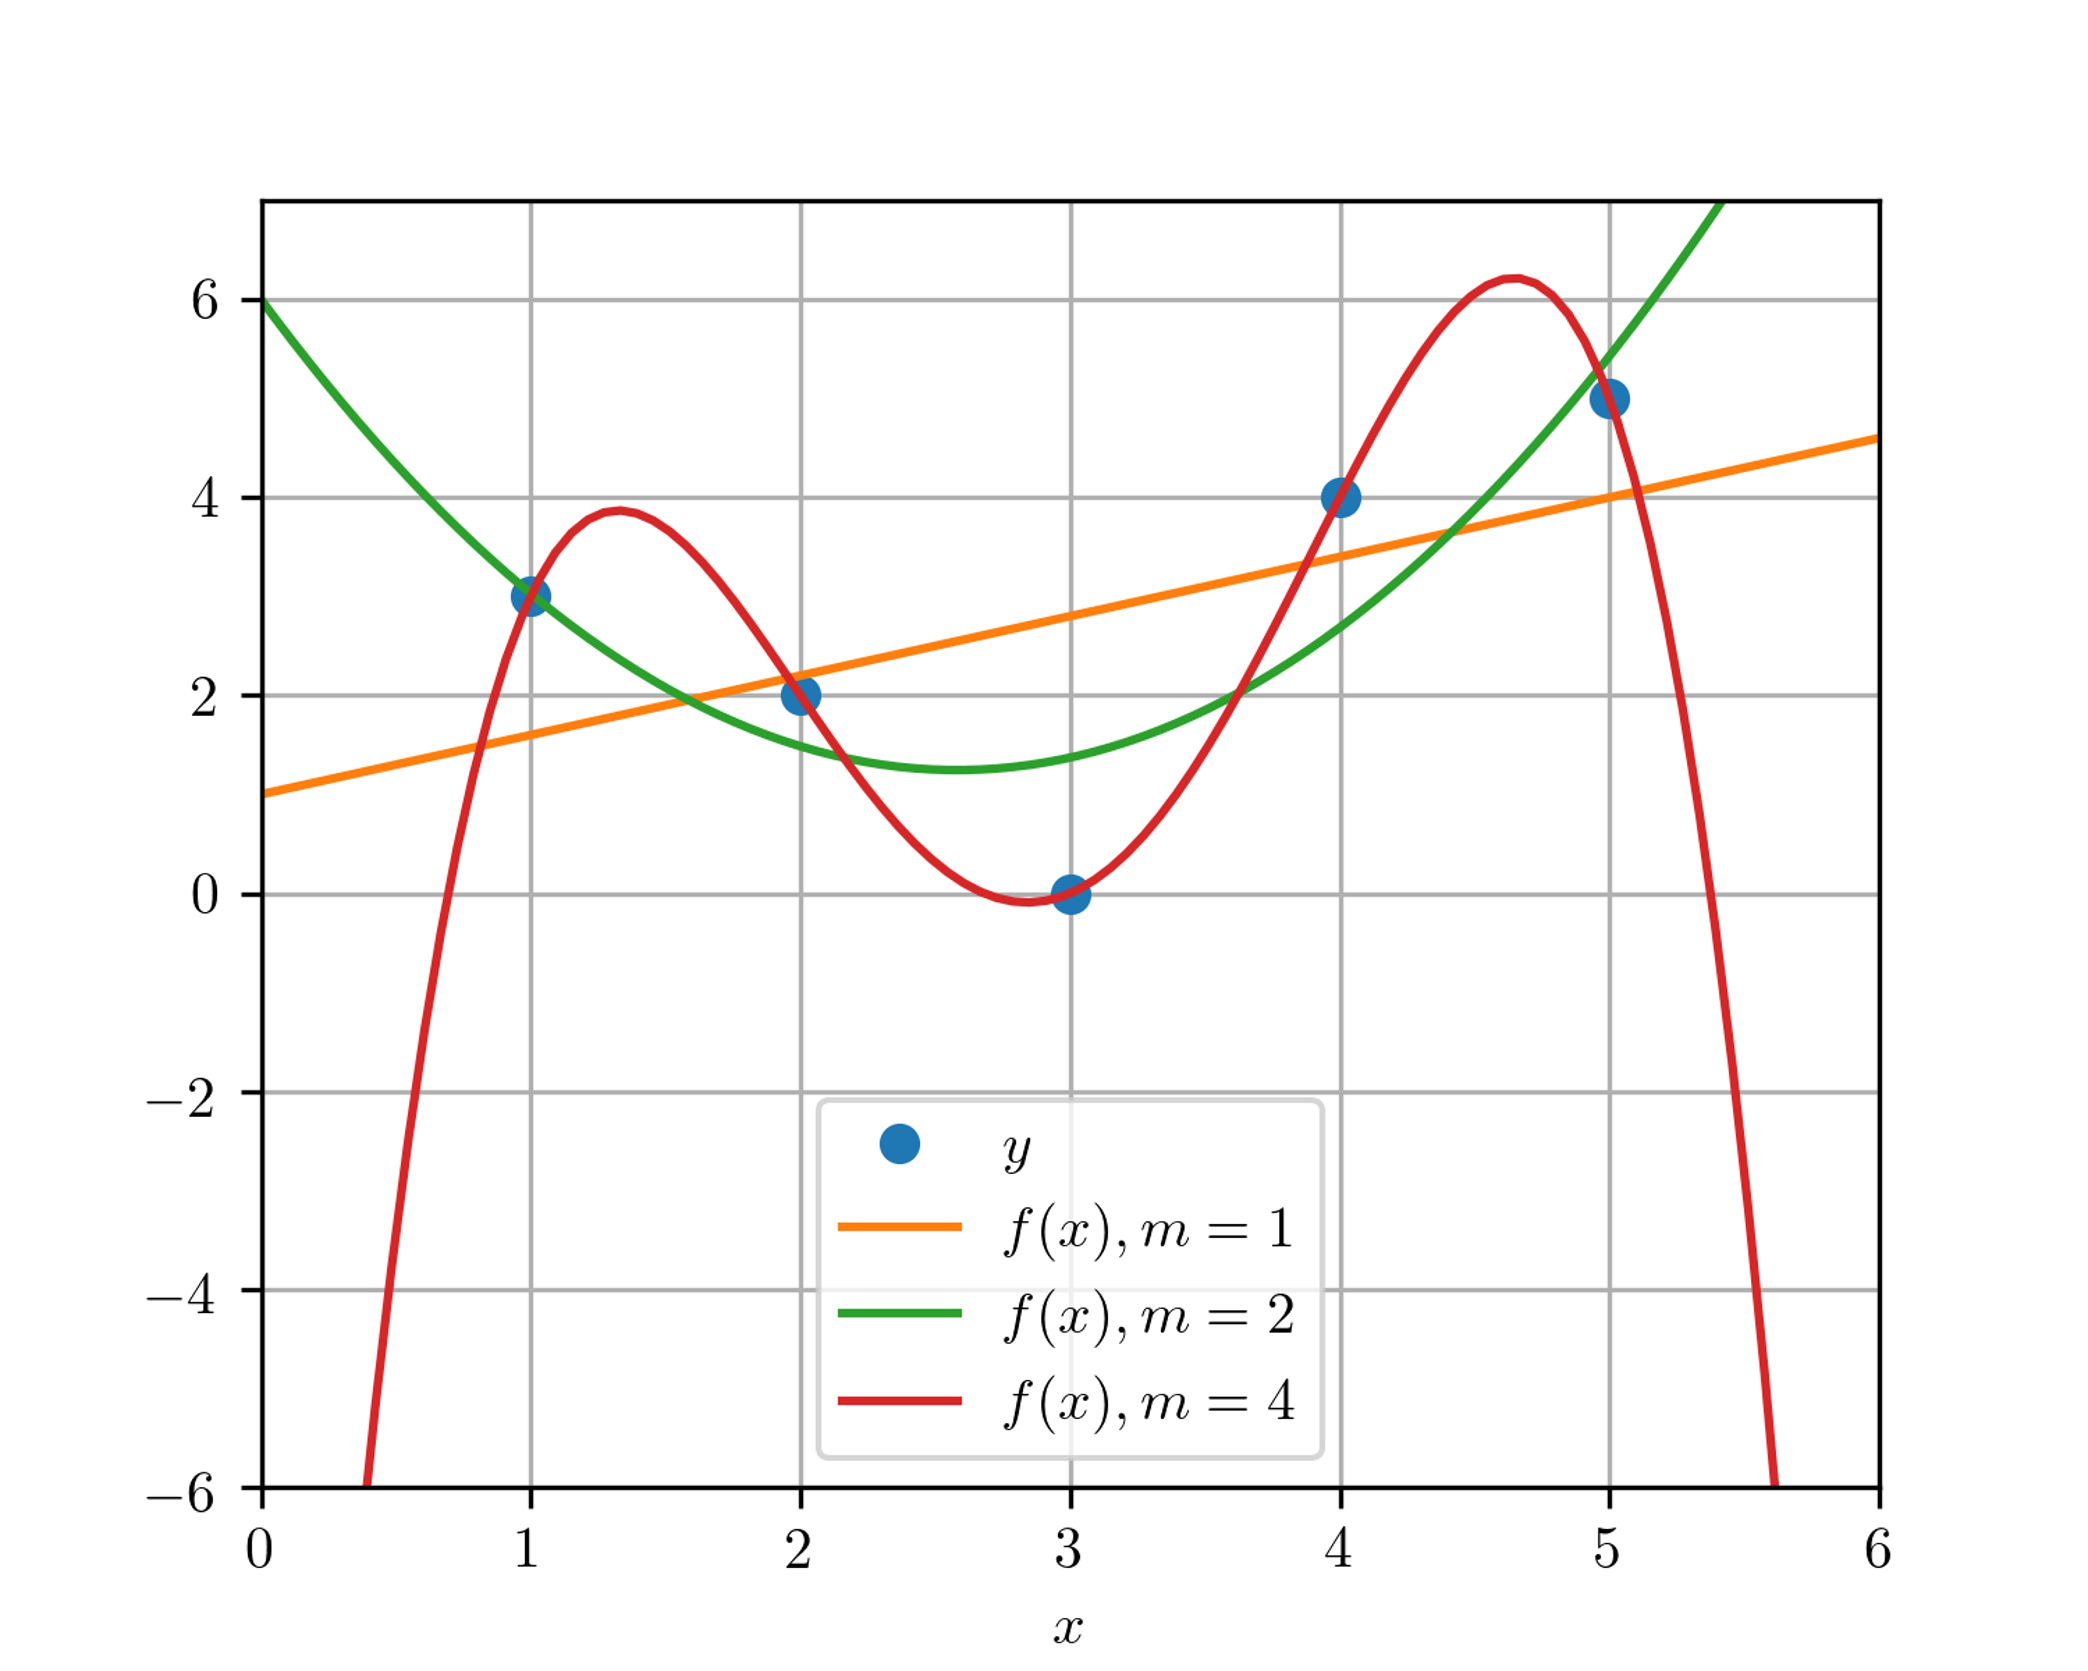 6
4
2
0
−2
−4
−6
y
f(x), m = 1
f(x), m = 2
f(x), m = 4
0 1 2 3 4 5 6
x